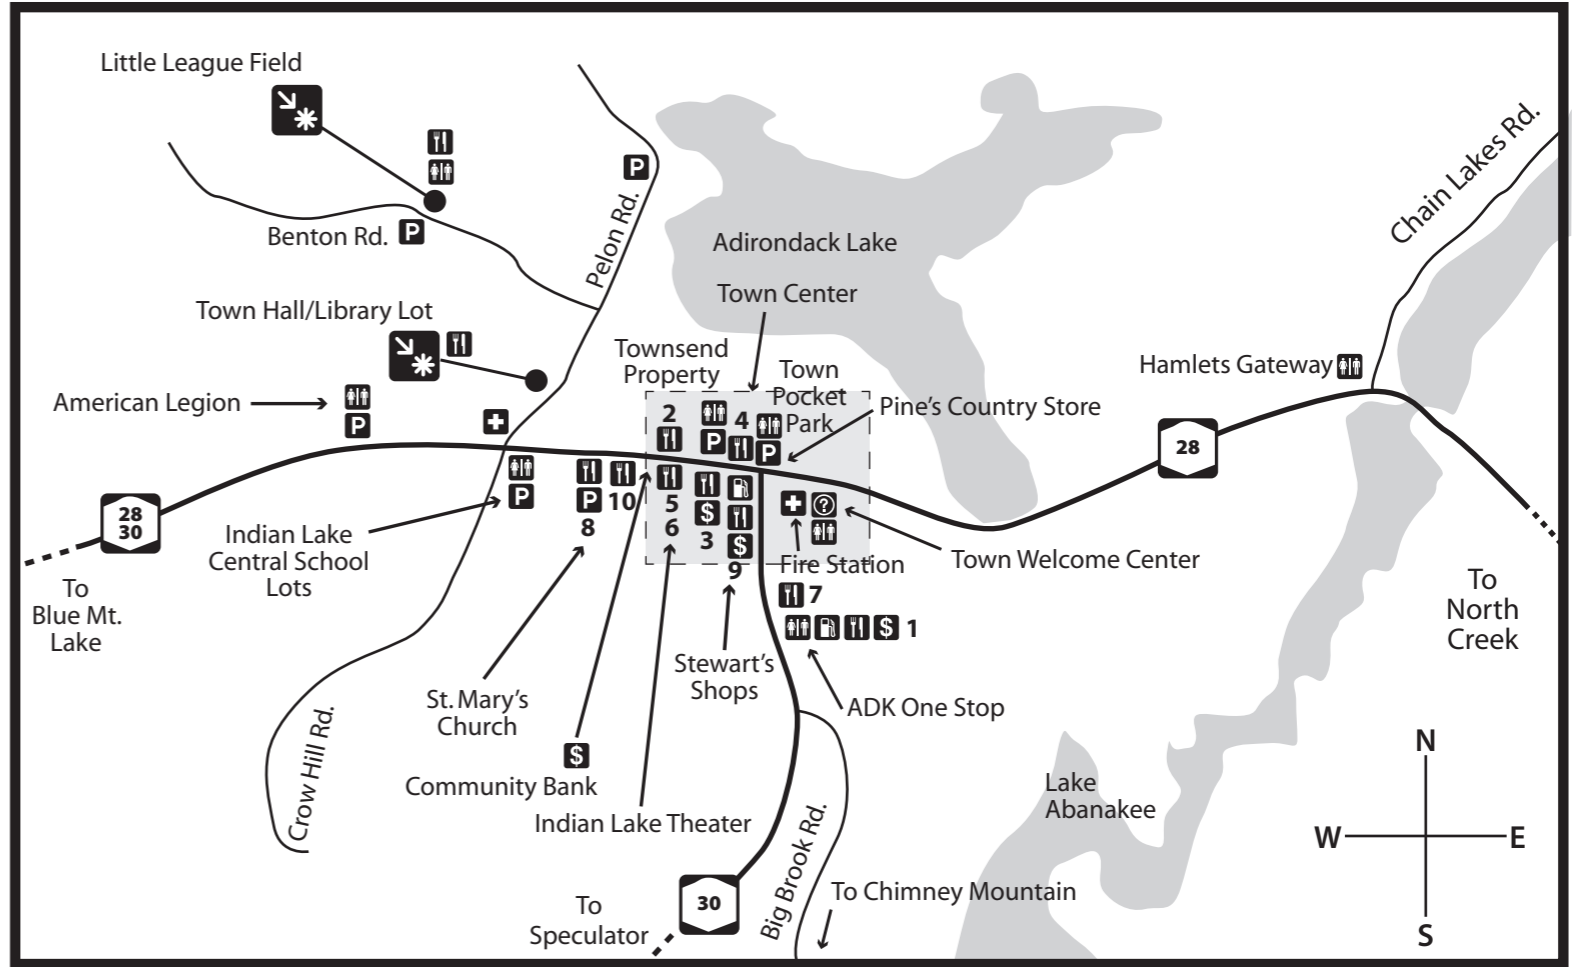 Little League Field
P
Pelon Rd.
Chain Lakes Rd.
Benton Rd.
P
Adirondack Lake
Town Center
Town Hall/Library Lot
Townsend
Property
Town
Pocket
Park
Hamlets Gateway
American Legion
P
Pine's Country Store
2
P
4
P
28
28
30
P
P
8
10
5
6
$
3
$
9
?
Indian Lake
Central School
Lots
Fire Station
Town Welcome Center
To
Blue Mt.
Lake
To
North
Creek
7
$ 1
Stewart's
Shops
ADK One Stop
St. Mary's
Church
Crow Hill Rd.
$
Community Bank
Indian Lake Theater
Lake
Abanakee
N
W
E
S
Big Brook Rd.
To Chimney Mountain
30
To
Speculator